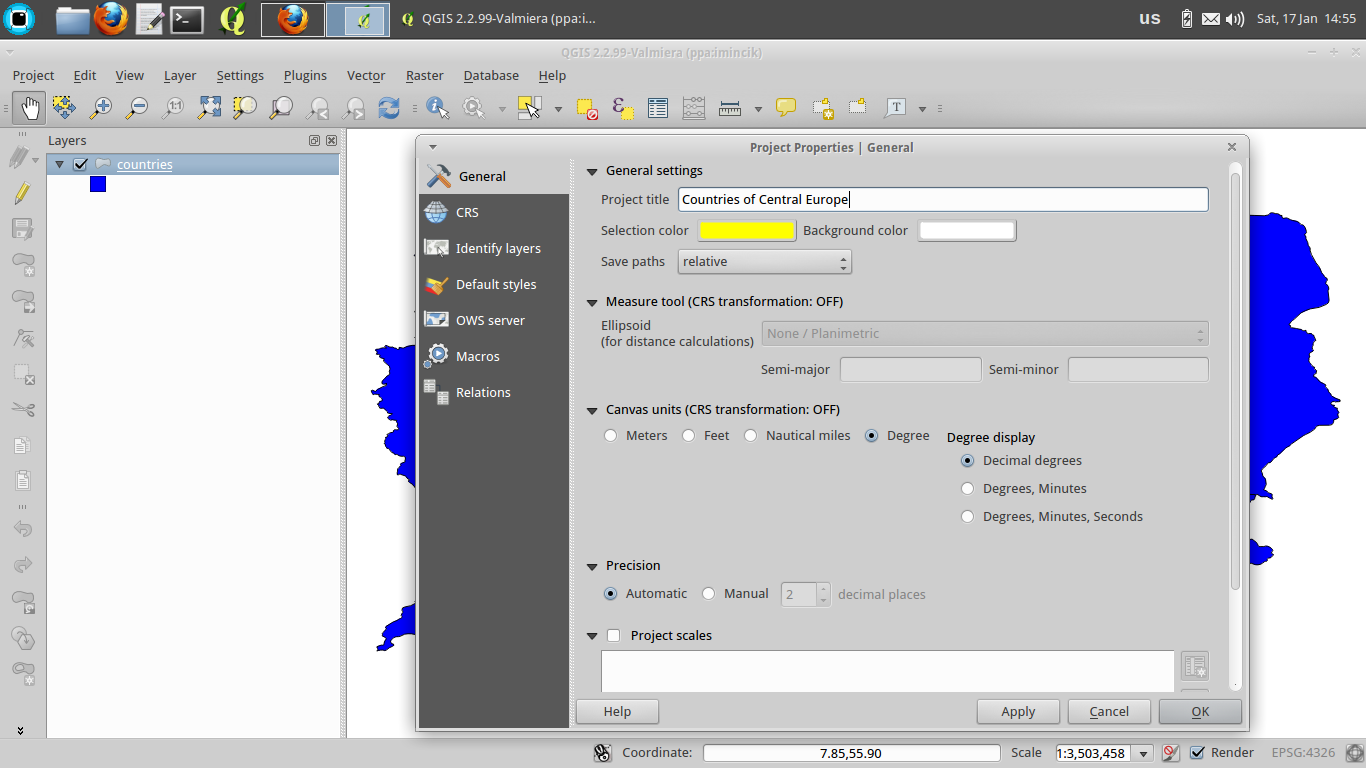 QGIS 2.2.99-Valmiera (ppa:i...
us
Sat, 17 Jan 14:55
QGIS 2.2.99-Valmiera (ppa:imincik)
Project Edit View Layer Settings Plugins Vector Raster Database Help
1:1
T
Layers
countries
Project Properties | General
General
CRS
Identify layers
Default styles
OWS server
Macros
Relations
General settings
Project title Countries of Central Europe
Selection color Background color
Save paths relative
Measure tool (CRS transformation: OFF)
Ellipsoid
(for distance calculations) None / Planimetric
Semi-major Semi-minor
Canvas units (CRS transformation: OFF)
Meters Feet Nautical miles Degree Degree display
Decimal degrees
Degrees, Minutes
Degrees, Minutes, Seconds
Precision
Automatic Manual 2 decimal places
Project scales
Help Apply Cancel OK
Coordinate: 7.85,55.90 Scale 1:3,503,458 Render EPSG:4326